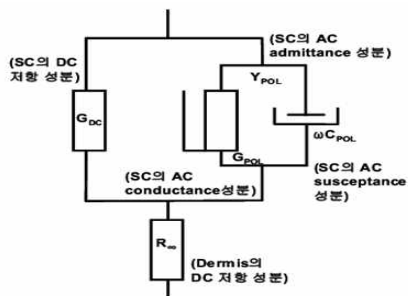 (SC의 DC
저항 성분)
G_DC
(SC의 AC
admittance 성분)
Y_POL
ωC_POL
G_POL
(SC의 AC
conductance성분)
(SC의 AC
susceptance
성분)
R∞
(Dermis의
DC 저항 성분)